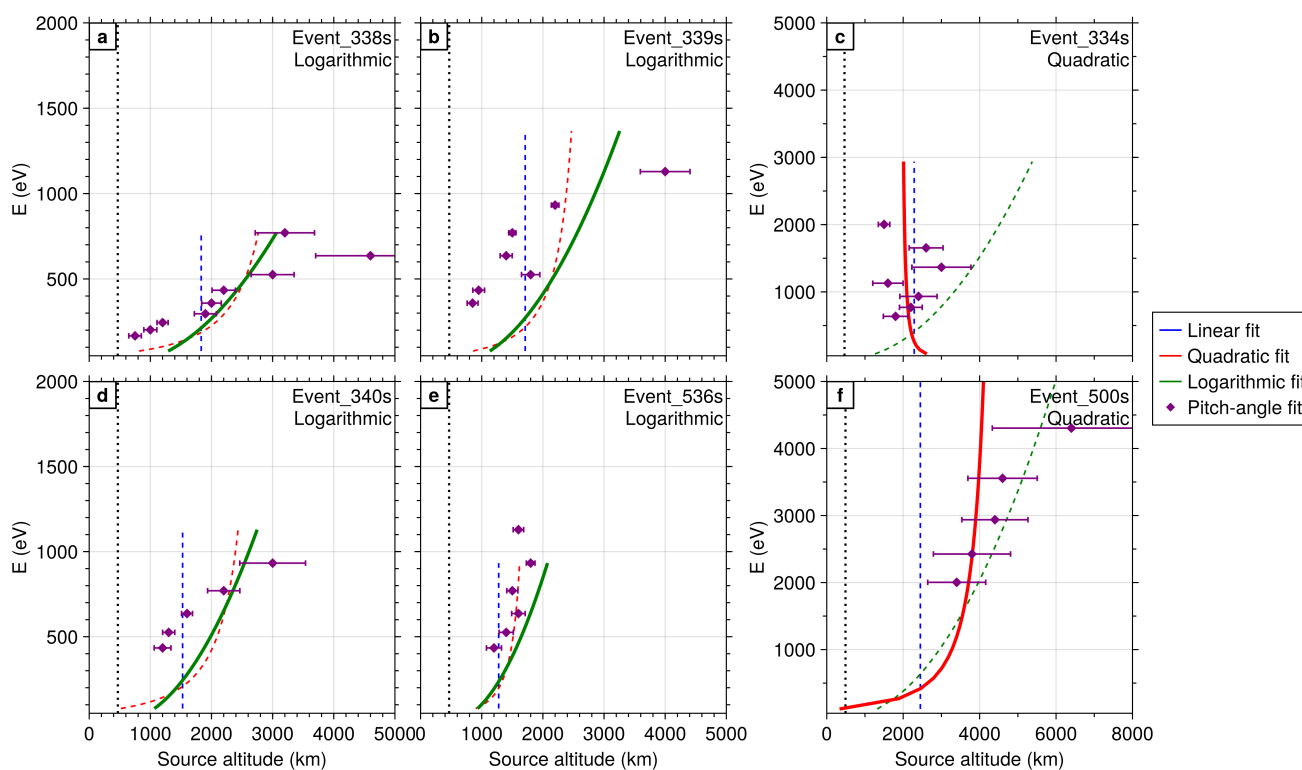 a
Event_338s
Logarithmic
b
Event_339s
Logarithmic
c
Event_334s
Quadratic
2000
1500
1000
500
E (eV)
5000
4000
3000
2000
1000
E (eV)
Linear fit
Quadratic fit
Logarithmic fit
Pitch-angle fit
d
Event_340s
Logarithmic
e
Event_536s
Logarithmic
f
Event_500s
Quadratic
2000
1500
1000
500
E (eV)
5000
4000
3000
2000
1000
E (eV)
0 1000 2000 3000 4000 5000
Source altitude (km)
1000 2000 3000 4000 5000
Source altitude (km)
0 2000 4000 6000 8000
Source altitude (km)